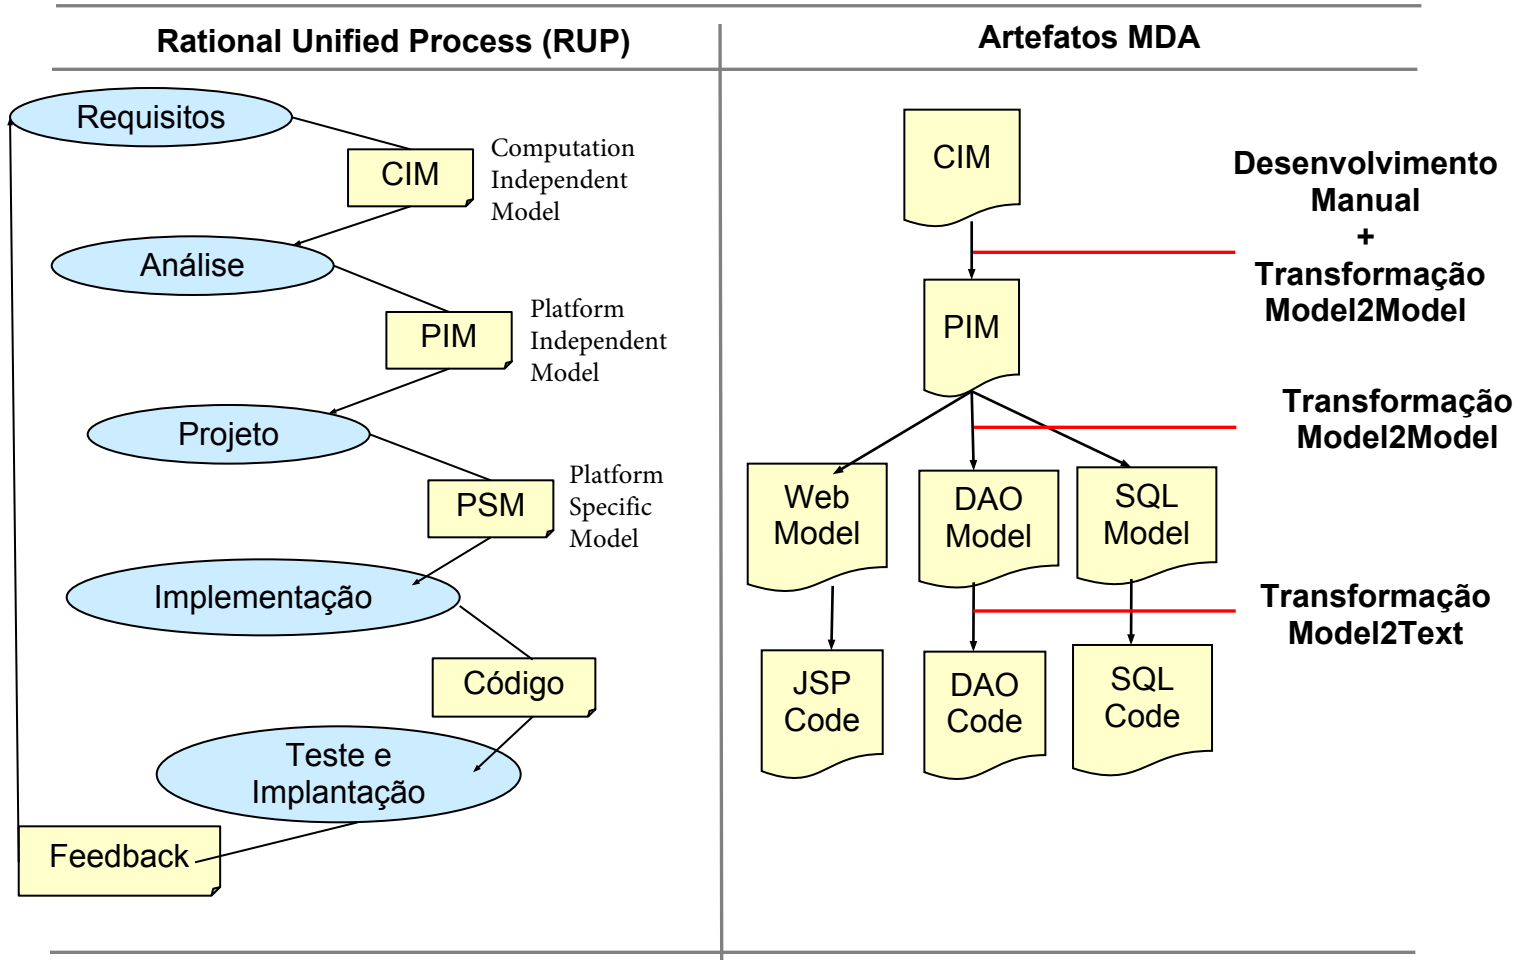 Rational Unified Process (RUP)
Requisitos
CIM
Computation
Independent
Model
Análise
PIM
Platform
Independent
Model
Projeto
PSM
Platform
Specific
Model
Implementação
Código
Teste e
Implantação
Feedback
Artefatos MDA
CIM
Desenvolvimento
Manual
+
Transformação
Model2Model
PIM
Transformação
Model2Model
Web
Model
DAO
Model
SQL
Model
Transformação
Model2Text
JSP
Code
DAO
Code
SQL
Code